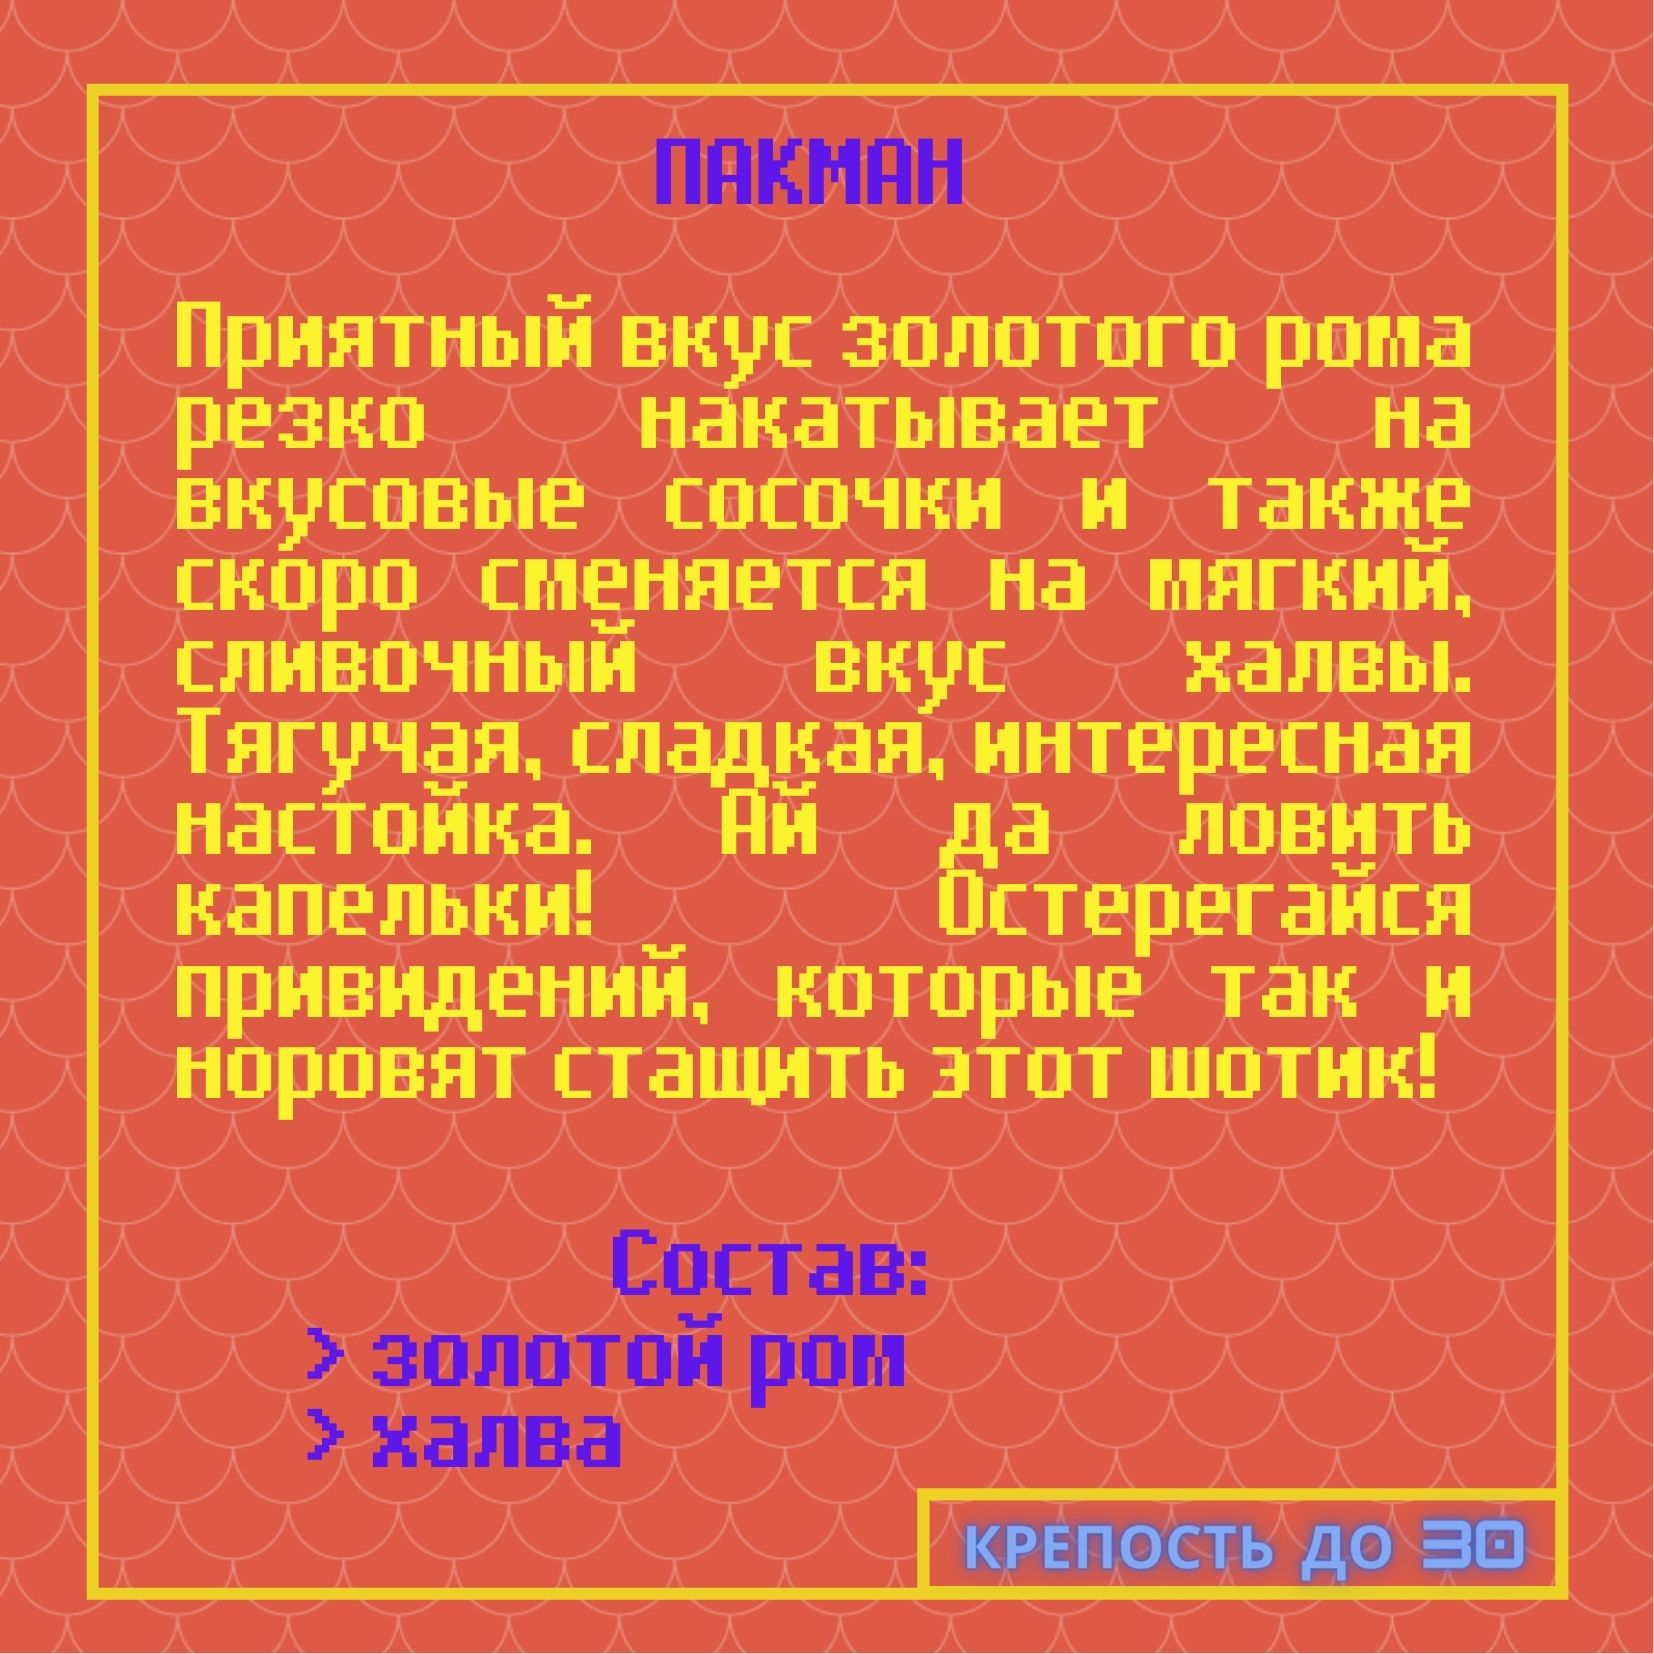 ПАКМАН
Приятный вкус золотого рома
резко накатывает на
вкусовые сосочки и также
скоро сменяется на мягкий,
сливочный вкус халвы.
Тягучая, сладкая, интересная
настойка. Ай да ловить
капельки! Остерегайся
привидений, которые так и
норовят стащить этот шотик!
Состав:
> золотой ром
> халва
КРЕПОСТЬ ДО 30